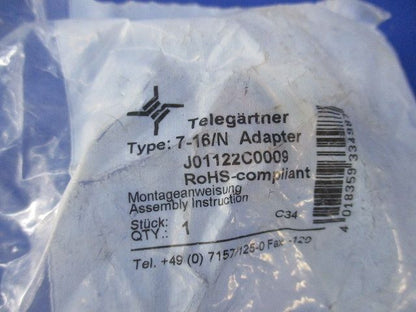 Telegärtner
Type: 7-16/N Adapter
J01122C0009
RoHS-compliant
Montageanweisung
Assembly Instruction
C34
Stück:
QTY.: 1
Tel. +49 (0) 7157/125-0 Fax -120